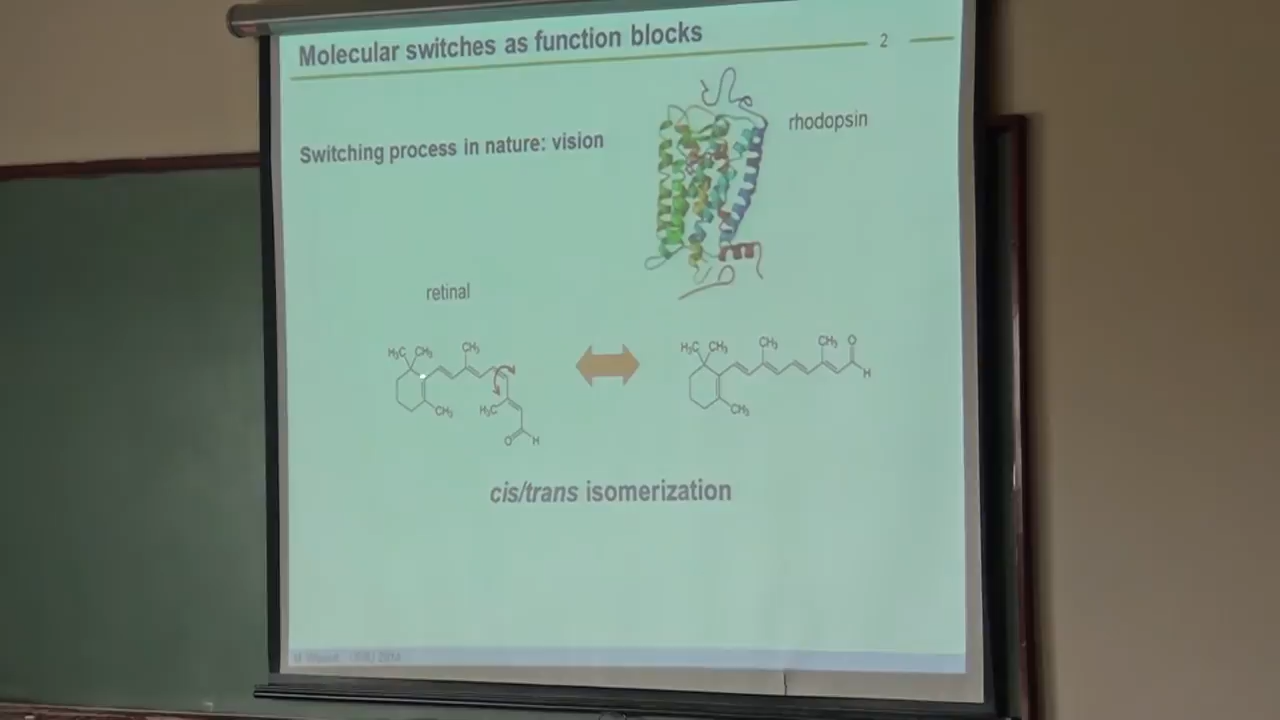 Molecular switches as function blocks
2
Switching process in nature: vision
rhodopsin
retinal
H₃C CH₃ CH₃
CH₃ H₃C
O H
H₃C CH₃ CH₃ CH₃ O
H
CH₃
cis/trans isomerization
2014